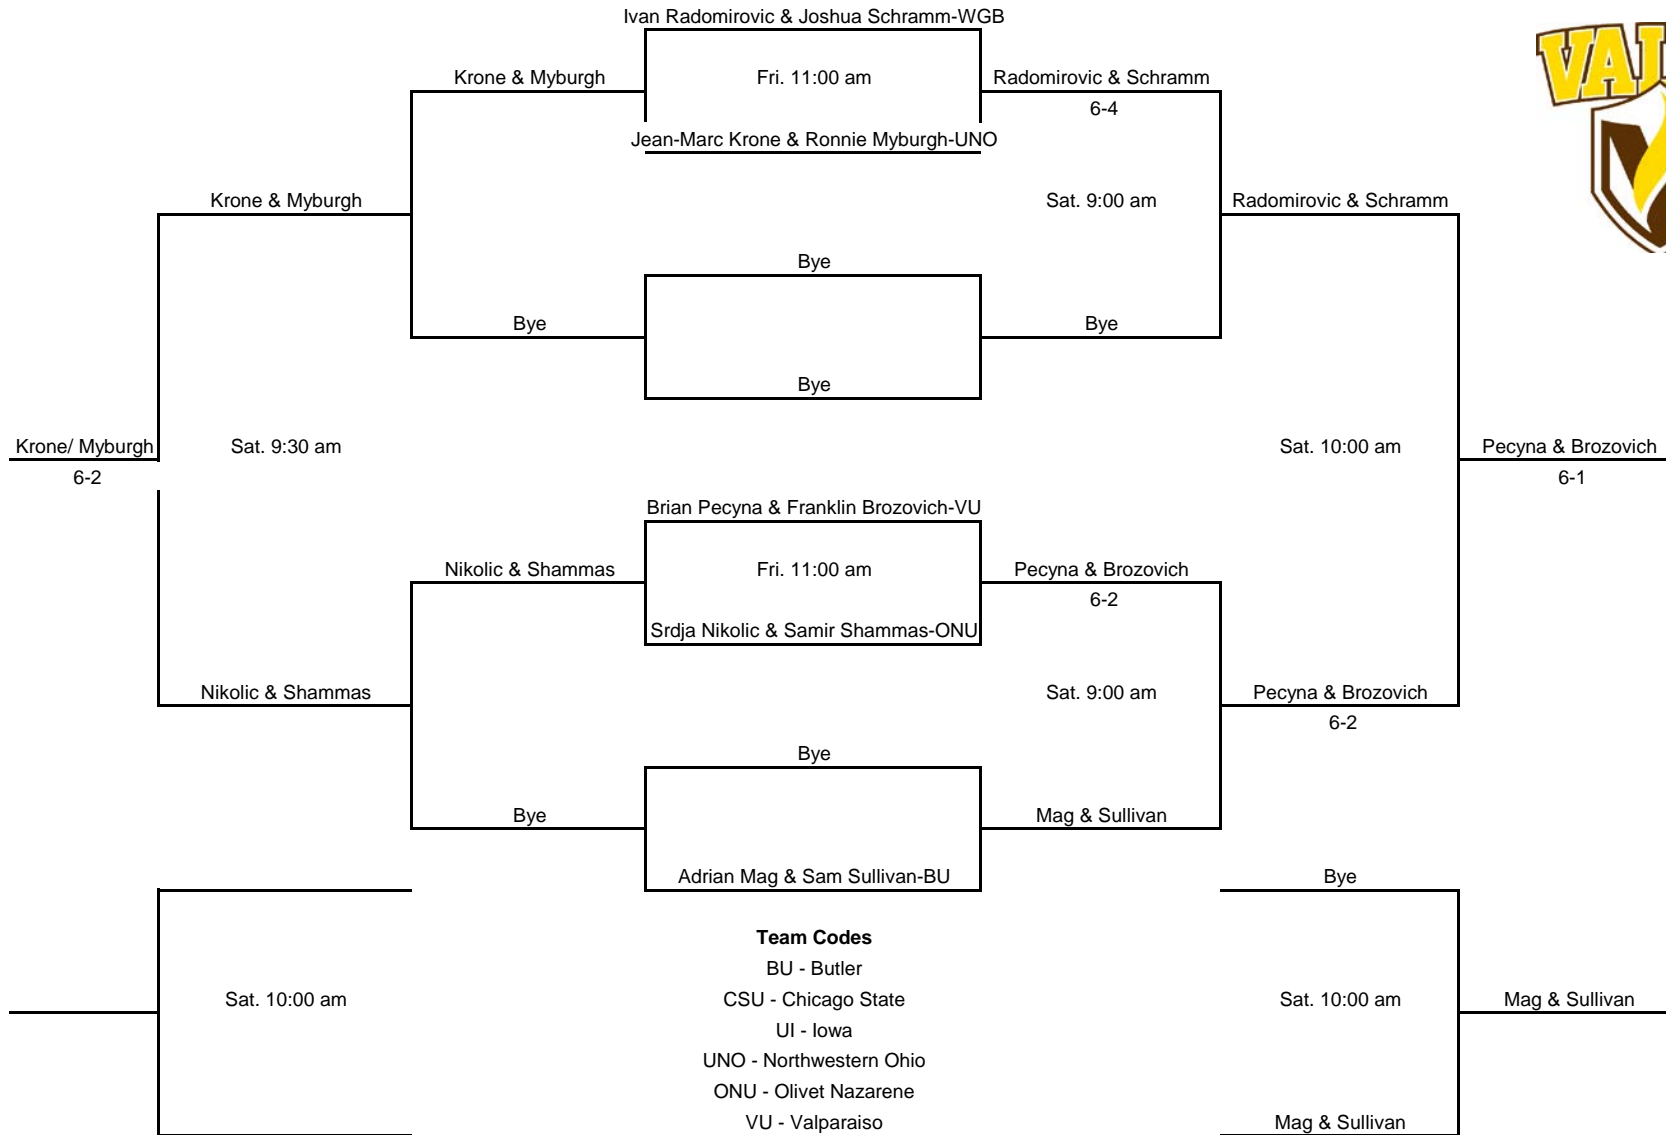 Ivan Radomirovic & Joshua Schramm-WGB
Krone & Myburgh
Fri. 11:00 am
Radomirovic & Schramm
6-4
Jean-Marc Krone & Ronnie Myburgh-UNO
Krone & Myburgh
Sat. 9:00 am
Radomirovic & Schramm
Bye
Bye
Bye
Bye
Krone/ Myburgh
Sat. 9:30 am
Sat. 10:00 am
Pecyna & Brozovich
6-2
6-1
Brian Pecyna & Franklin Brozovich-VU
Nikolic & Shammas
Fri. 11:00 am
Pecyna & Brozovich
6-2
Srdja Nikolic & Samir Shammas-ONU
Nikolic & Shammas
Sat. 9:00 am
Pecyna & Brozovich
6-2
Bye
Bye
Mag & Sullivan
Adrian Mag & Sam Sullivan-BU
Bye
Team Codes
BU - Butler
Sat. 10:00 am
CSU - Chicago State
Sat. 10:00 am
Mag & Sullivan
UI - Iowa
UNO - Northwestern Ohio
ONU - Olivet Nazarene
VU - Valparaiso
Mag & Sullivan